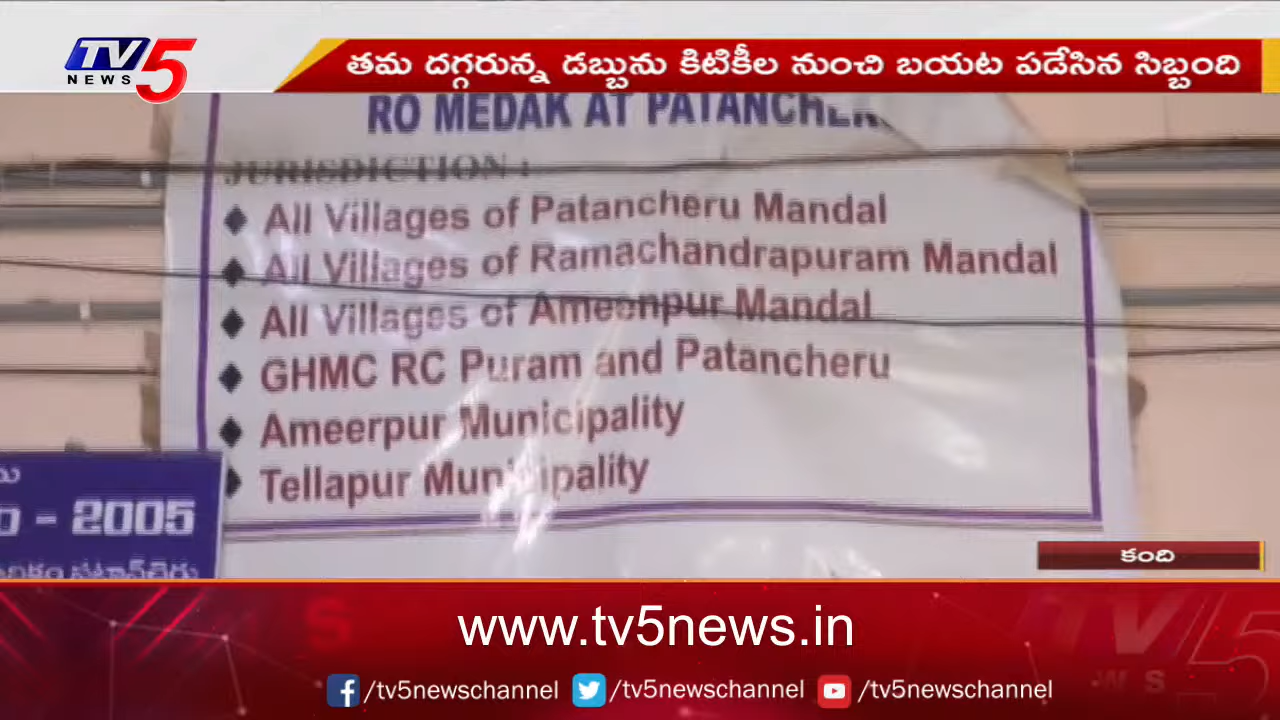 TV5
NEWS
తమ దగ్గరున్న డబ్బును కిటికీల నుంచి బయట పడేసిన సిబ్బంది
RO MEDAK AT
JURISDICTION :
◆ All Villages of Patancheru Mandal
◆ All Villages of Ramachandrapuram Mandal
◆ All Villages of Ameenpur Mandal
◆ GHMC RC Puram and Patancheru
◆ Ameerpur Municipality
◆ Tellapur Municipality
- 2005
కంది
www.tv5news.in
/tv5newschannel /tv5newschannel /tv5newschannel